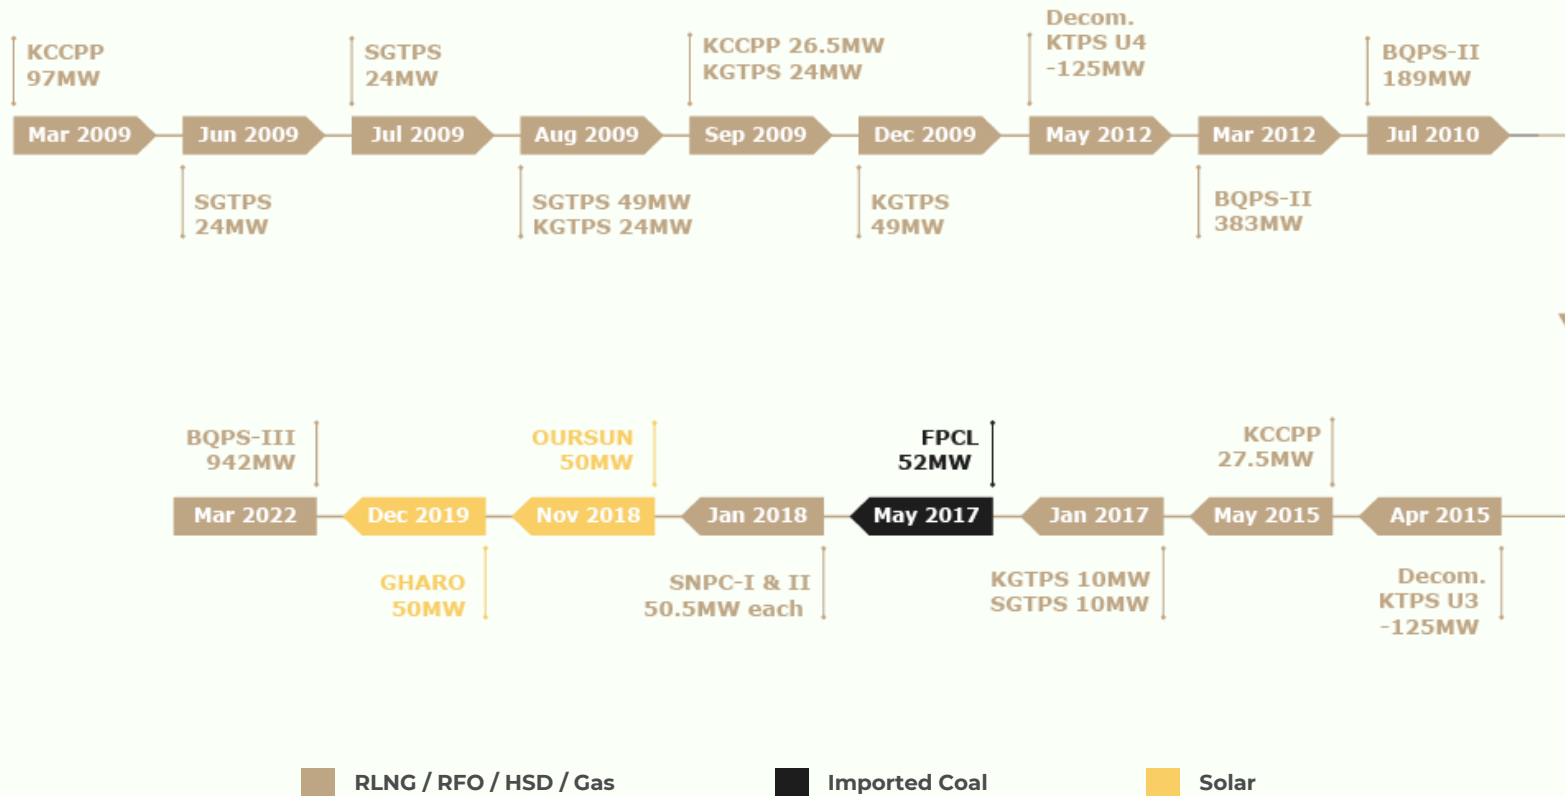 KCCPP
97MW
Mar 2009
Jun 2009
SGTPS
24MW
SGTPS
24MW
Jul 2009
Aug 2009
SGTPS 49MW
KGTPS 24MW
KCCPP 26.5MW
KGTPS 24MW
Sep 2009
Dec 2009
KGTPS
49MW
Decom.
KTPS U4
-125MW
May 2012
Mar 2012
BQPS-II
383MW
BQPS-II
189MW
Jul 2010
Apr 2015
Decom.
KTPS U3
-125MW
KCCPP
27.5MW
May 2015
Jan 2017
KGTPS 10MW
SGTPS 10MW
FPCL
52MW
May 2017
Jan 2018
SNPC-I & II
50.5MW each
OURSUN
50MW
Nov 2018
Dec 2019
GHARO
50MW
BQPS-III
942MW
Mar 2022
RLNG / RFO / HSD / Gas
Imported Coal
Solar